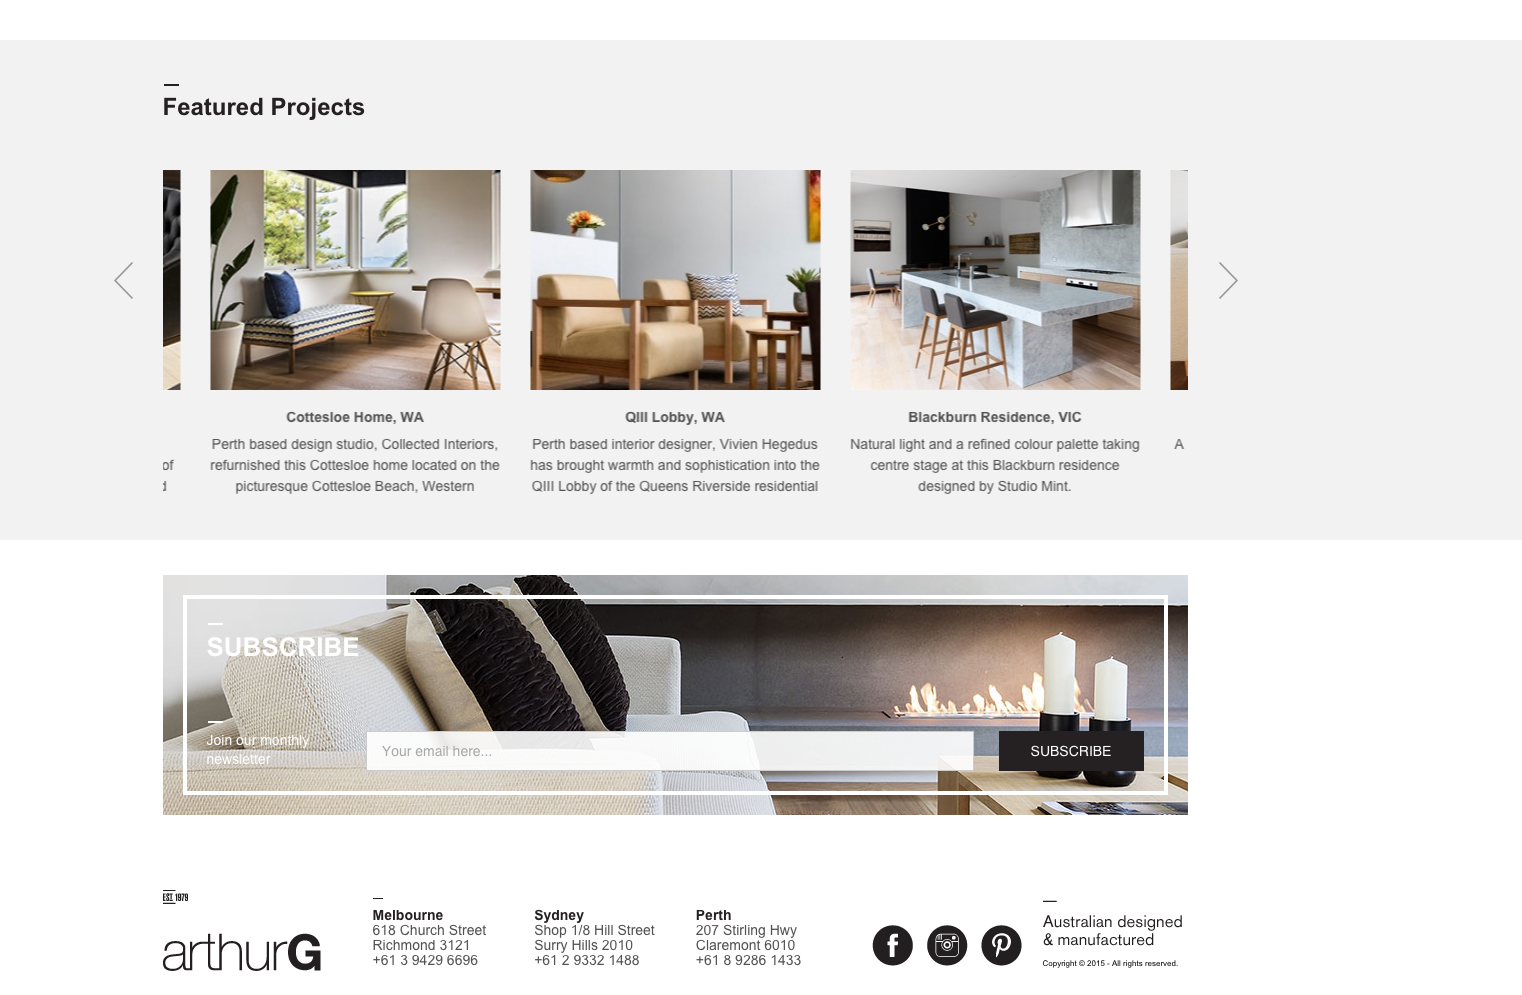 Featured Projects
of
Cottesloe Home, WA
Perth based design studio, Collected Interiors,
refurnished this Cottesloe home located on the
picturesque Cottesloe Beach, Western
QIII Lobby, WA
Perth based interior designer, Vivien Hegedus
has brought warmth and sophistication into the
QIII Lobby of the Queens Riverside residential
Blackburn Residence, VIC
Natural light and a refined colour palette taking
centre stage at this Blackburn residence
designed by Studio Mint.
A
SUBSCRIBE
Join our monthly
newsletter
Your email here...
SUBSCRIBE
EST. 1979
arthurG
Melbourne
618 Church Street
Richmond 3121
+61 3 9429 6696
Sydney
Shop 1/8 Hill Street
Surry Hills 2010
+61 2 9332 1488
Perth
207 Stirling Hwy
Claremont 6010
+61 8 9286 1433
Australian designed
& manufactured
Copyright © 2015 - All rights reserved.